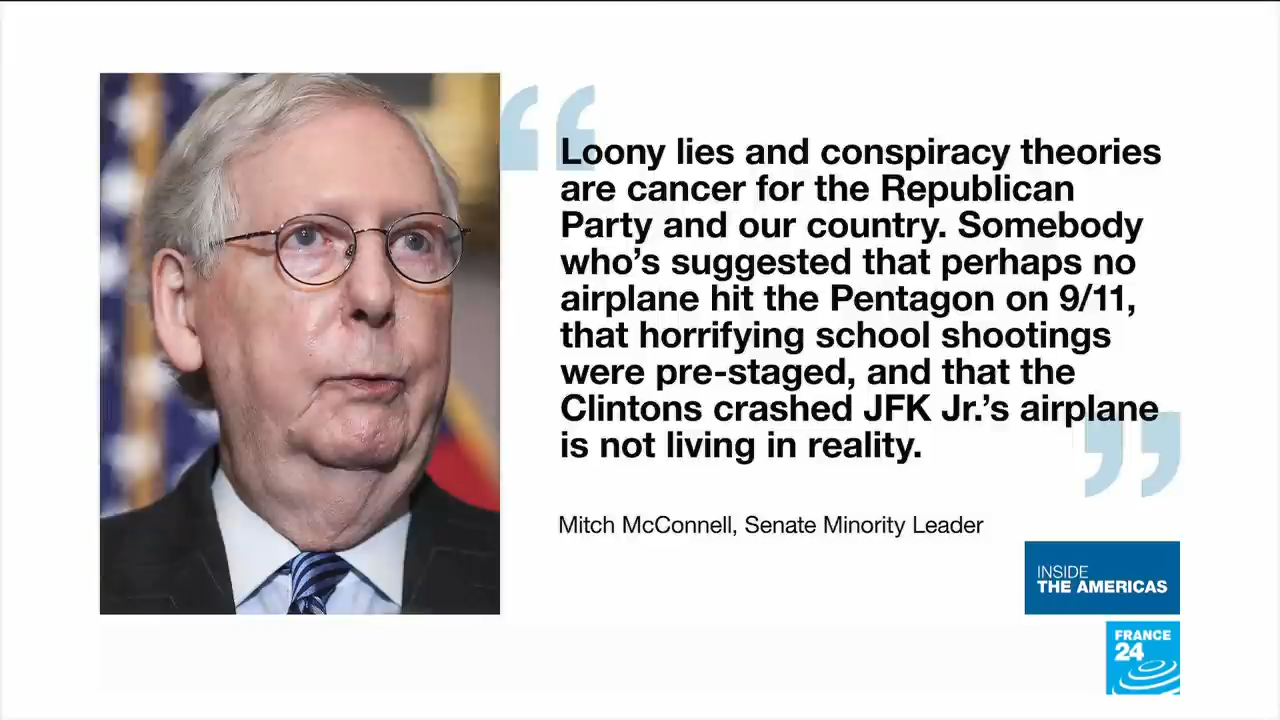 Loony lies and conspiracy theories
are cancer for the Republican
Party and our country. Somebody
who's suggested that perhaps no
airplane hit the Pentagon on 9/11,
that horrifying school shootings
were pre-staged, and that the
Clintons crashed JFK Jr.'s airplane
is not living in reality.
Mitch McConnell, Senate Minority Leader
INSIDE
THE AMERICAS
FRANCE
24